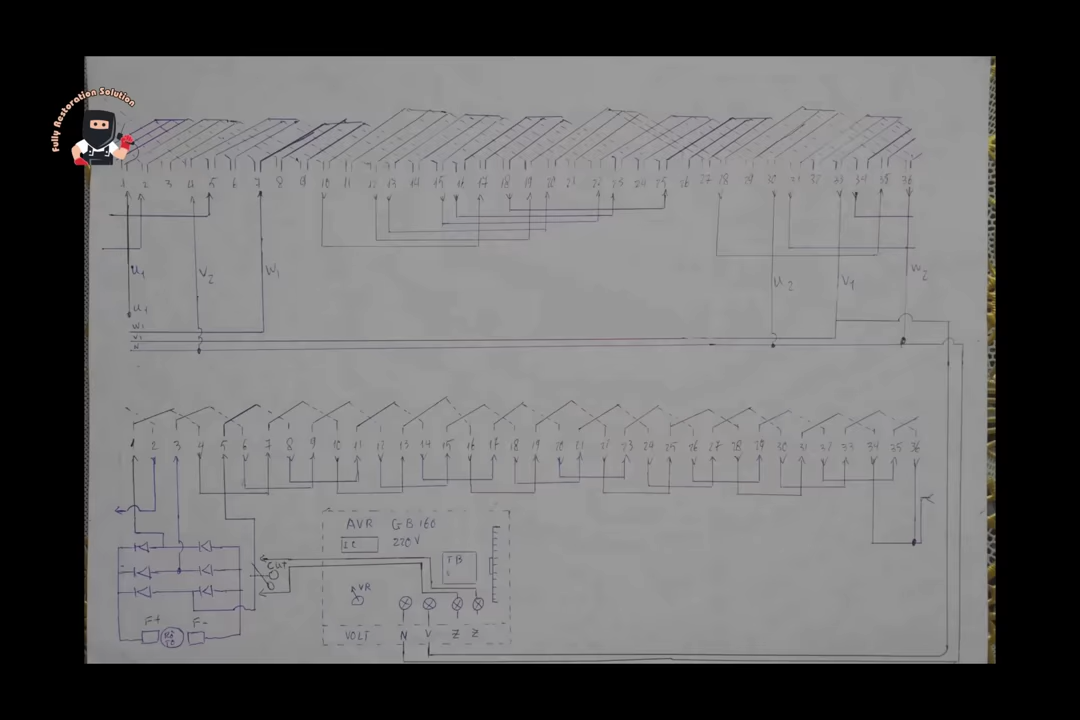 Fully Restoration Solution
1 2 3 4 5 6 7 8 9 10 11 12 13 14 15 16 17 18 19 20 21 22 23 24 25 26 27 28 29 30 31 32 33 34 35 36
U1 V2 W1 U2 V1 W2
U1
W1
V1
N
1 2 3 4 5 6 7 8 9 10 11 12 13 14 15 16 17 18 19 20 21 22 23 24 25 26 27 28 29 30 31 32 33 34 35 36
AVR GB 160
220V
TB
Cut
VR
F+ F-
VOLT N V Z Z